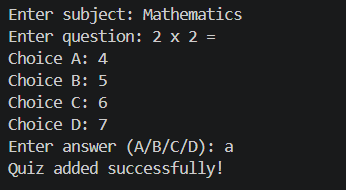 Enter subject: Mathematics
Enter question: 2 x 2 =
Choice A: 4
Choice B: 5
Choice C: 6
Choice D: 7
Enter answer (A/B/C/D): a
Quiz added successfully!